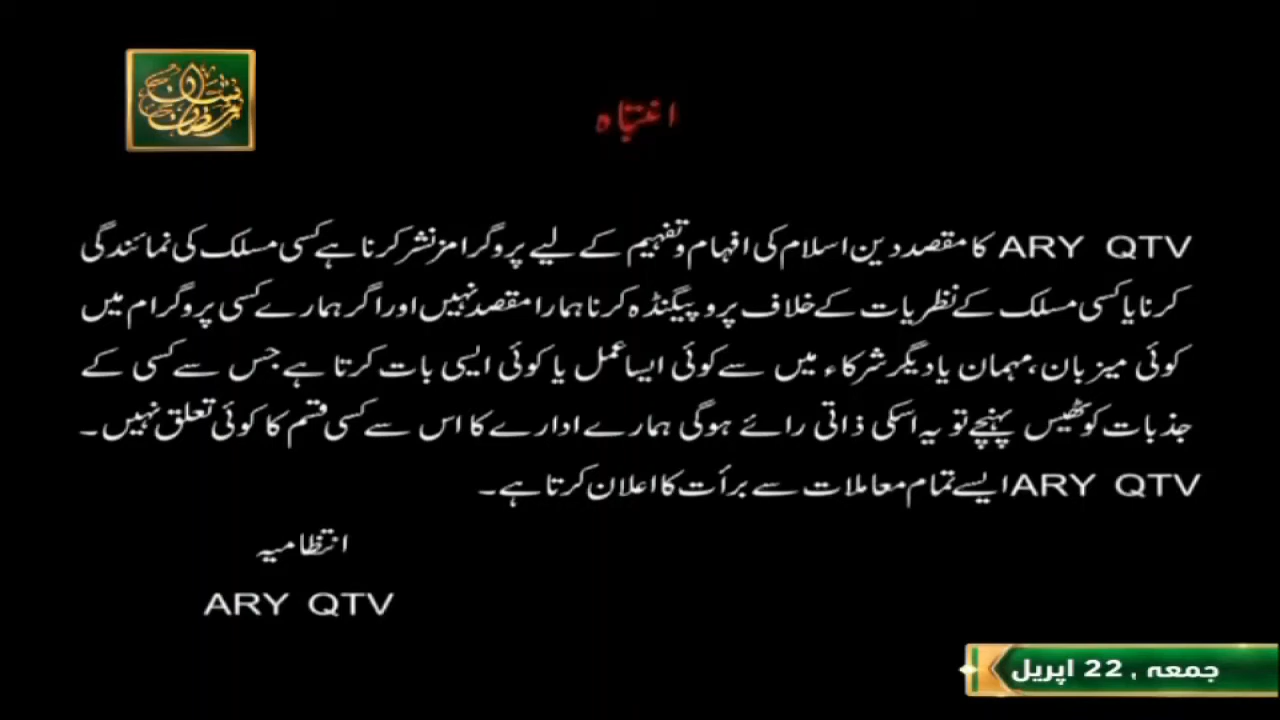 شان رمضان
انتباہ
ARY QTV کا مقصد دین اسلام کی افہام و تفہیم کے لیے پروگرامز نشر کرنا ہے کسی مسلک کی نمائندگی
کرنا یا کسی مسلک کے نظریات کے خلاف پروپیگنڈہ کرنا ہمارا مقصد نہیں اور اگر ہمارے کسی پروگرام میں
کوئی میزبان، مہمان یا دیگر شرکاء میں سے کوئی ایسا عمل یا کوئی ایسی بات کرتا ہے جس سے کسی کے
جذبات کو ٹھیس پہنچے تو یہ اسکی ذاتی رائے ہوگی ہمارے ادارے کا اس سے کسی قسم کا کوئی تعلق نہیں۔
ARY QTV ایسے تمام معاملات سے برأت کا اعلان کرتا ہے۔
انتظامیہ
ARY QTV
جمعہ , 22 اپریل